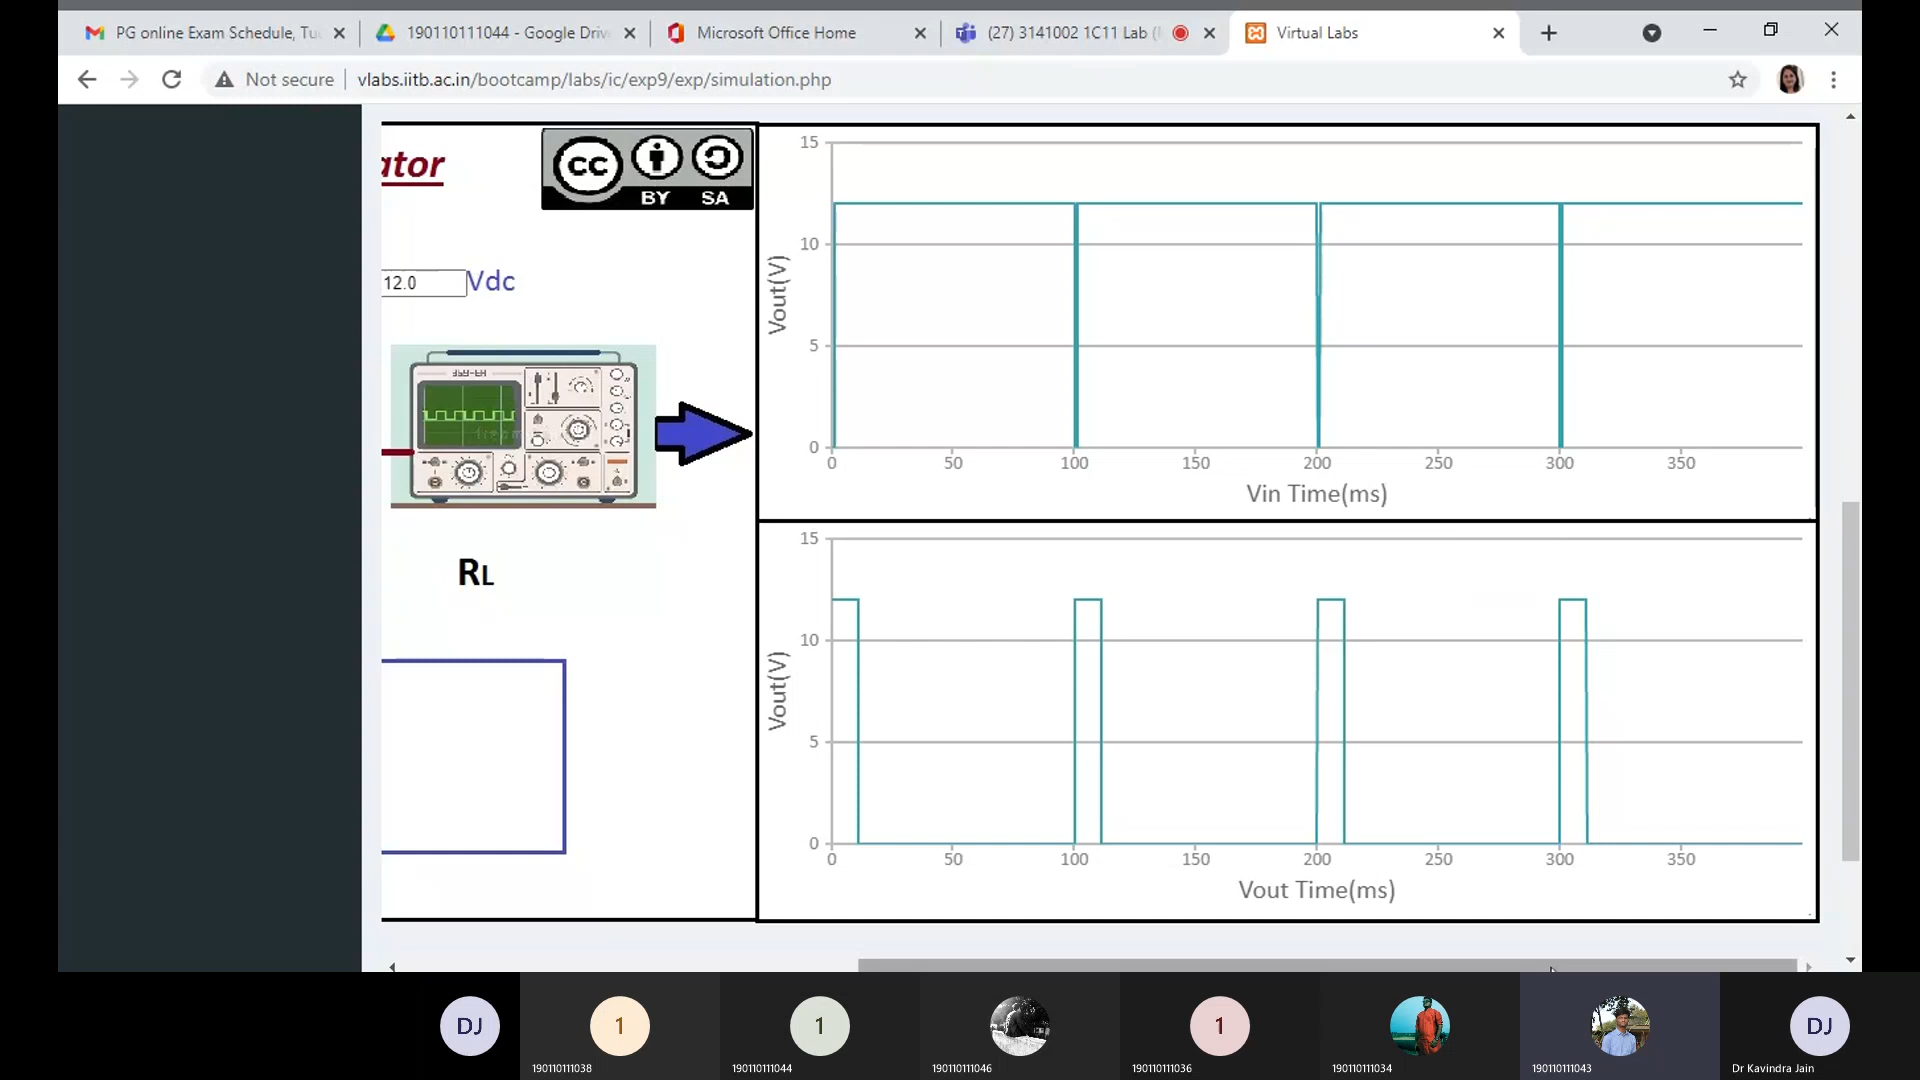 PG online Exam Schedule, Tu
190110111044 - Google Driv
Microsoft Office Home
(27) 3141002 1C11 Lab (
Virtual Labs
Not secure
vlabs.iitb.ac.in/bootcamp/labs/ic/exp9/exp/simulation.php
ator
cc
BY SA
12.0
Vdc
RL
15
10
5
0
Vout(V)
0 50 100 150 200 250 300 350
Vin Time(ms)
15
10
5
0
Vout(V)
0 50 100 150 200 250 300 350
Vout Time(ms)
DJ
1
190110111038
1
190110111044
190110111046
1
190110111036
190110111034
190110111043
DJ
Dr Kavindra Jain